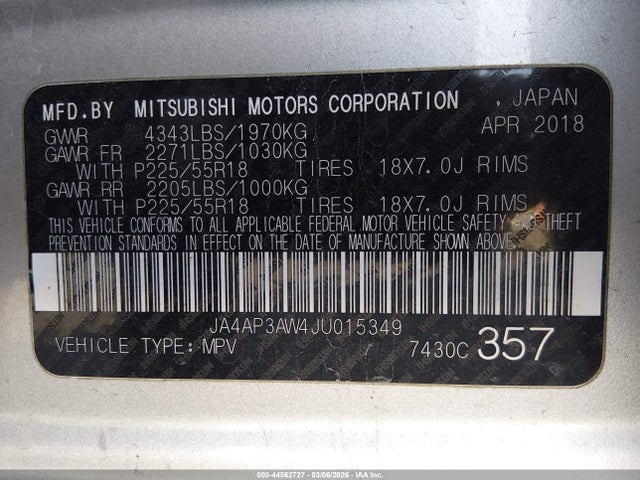 MFD.BY MITSUBISHI MOTORS CORPORATION , JAPAN
GVWR 4343LBS/1970KG APR 2018
GAWR FR 2271LBS/1030KG
WITH P225/55R18 TIRES 18X7.0J RIMS
GAWR RR 2205LBS/1000KG
WITH P225/55R18 TIRES 18X7.0J RIMS
THIS VEHICLE CONFORMS TO ALL APPLICABLE FEDERAL MOTOR VEHICLE SAFETY AND THEFT
PREVENTION STANDARDS IN EFFECT ON THE DATE OF MANUFACTURE SHOWN ABOVE.
JA4AP3AW4JU015349
VEHICLE TYPE: MPV 7430C 357
000-44562727 - 03/06/2026 - IAA Inc.